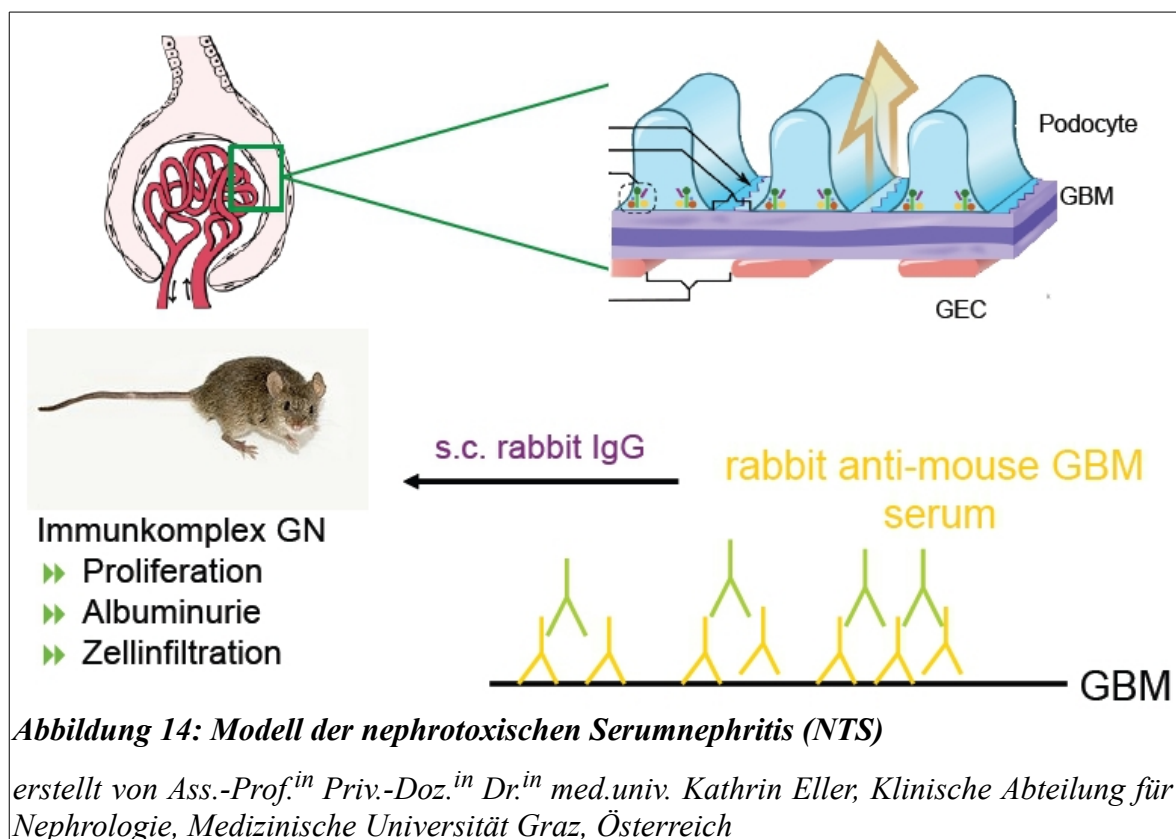 Podocyte
GBM
GEC
s.c. rabbit IgG
rabbit anti-mouse GBM
serum
Immunkomplex GN
Proliferation
Albuminurie
Zellinfiltration
GBM
Abbildung 14: Modell der nephrotoxischen Serumnephritis (NTS)
erstellt von Ass.-Prof.in Priv.-Doz.in Dr.in med.univ. Kathrin Eller, Klinische Abteilung für
Nephrologie, Medizinische Universität Graz, Österreich